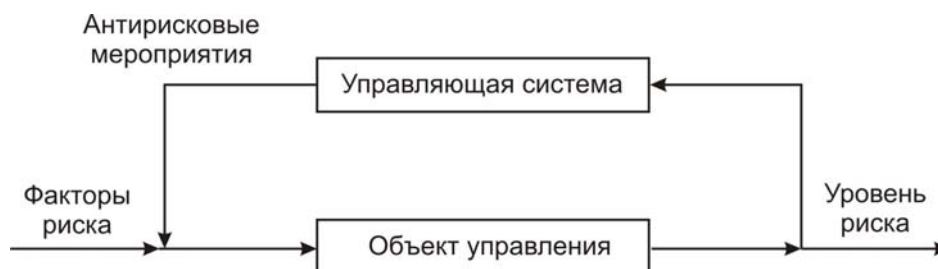 Антирисковые
мероприятия
Управляющая система
Факторы
риска
Объект управления
Уровень
риска